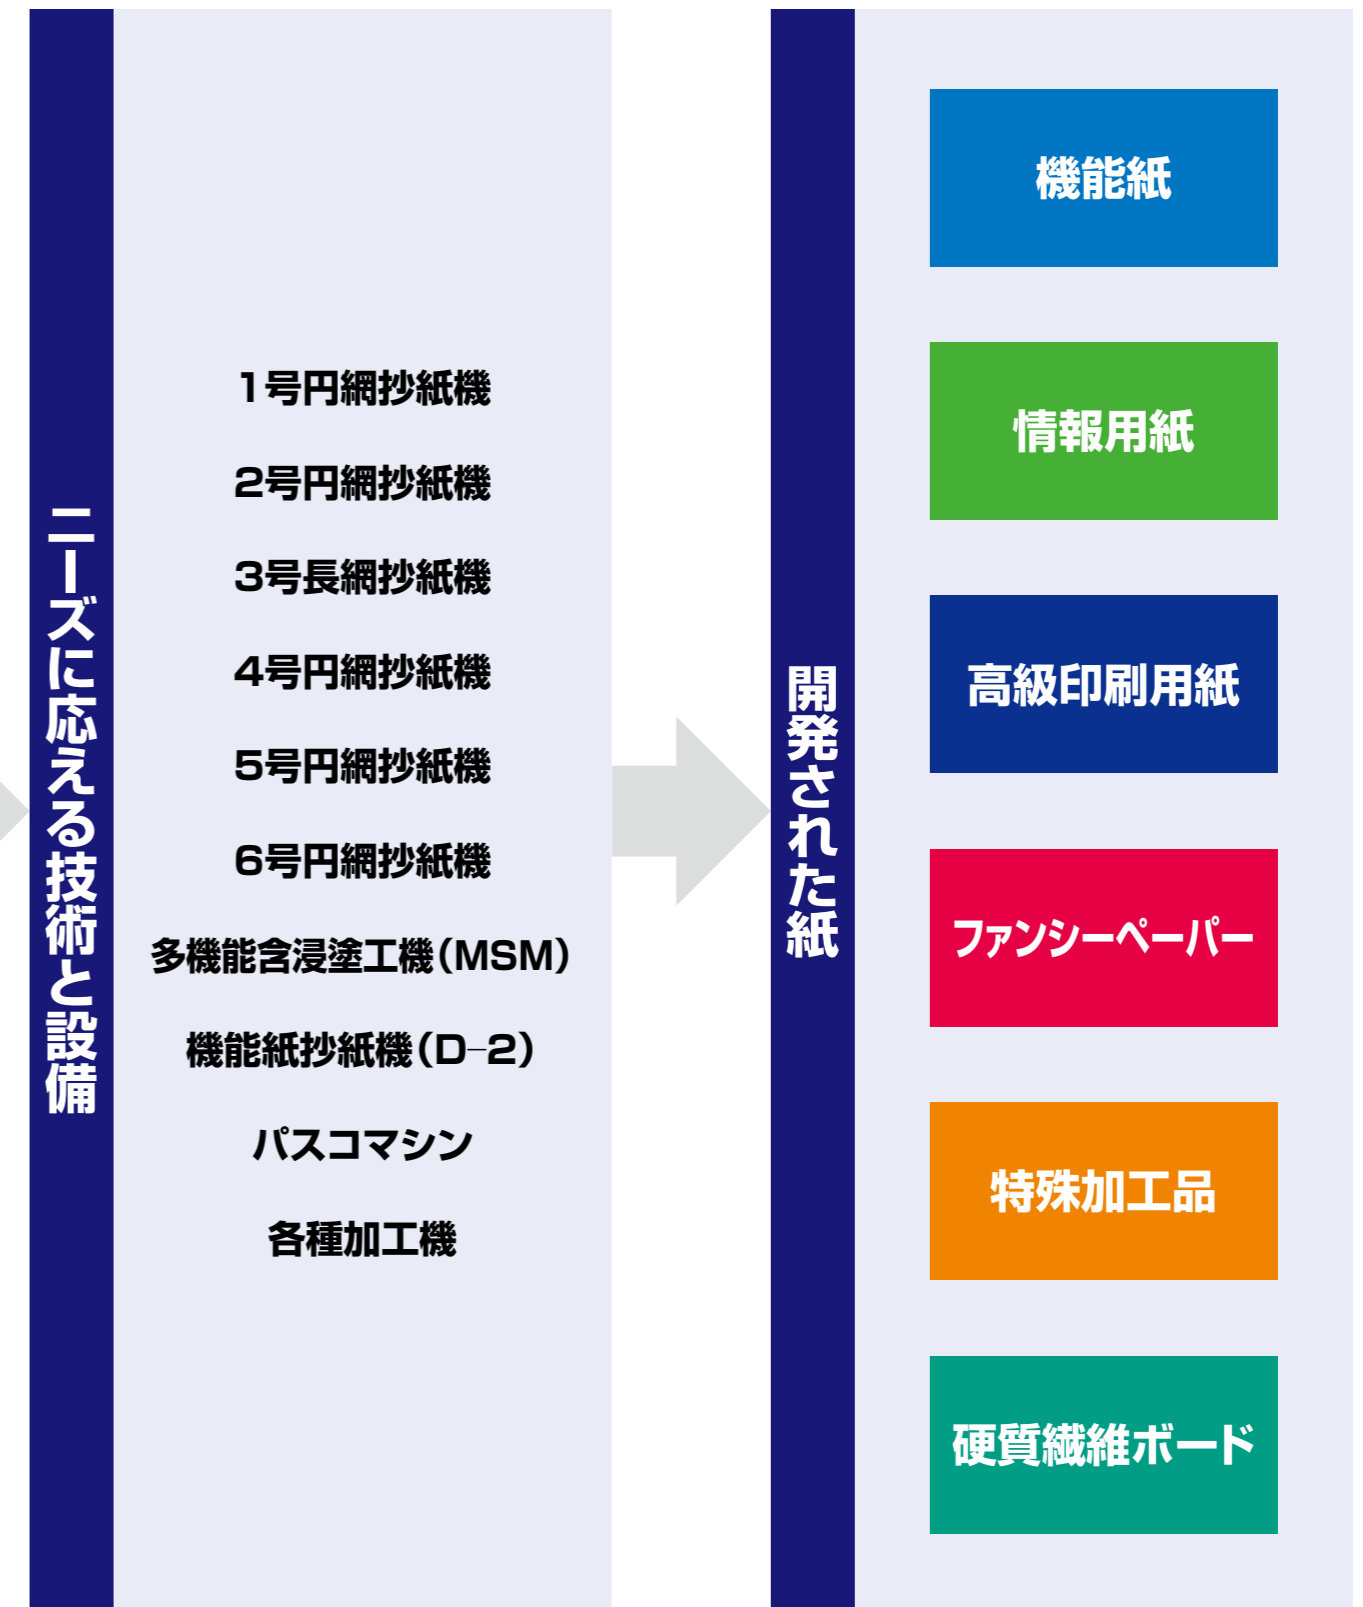 ニーズに応える技術と設備
1号円網抄紙機
2号円網抄紙機
3号長網抄紙機
4号円網抄紙機
5号円網抄紙機
6号円網抄紙機
多機能含浸塗工機（MSM）
機能紙抄紙機（D-2）
パスコマシン
各種加工機
開発された紙
機能紙
情報用紙
高級印刷用紙
ファンシーペーパー
特殊加工品
硬質繊維ボード